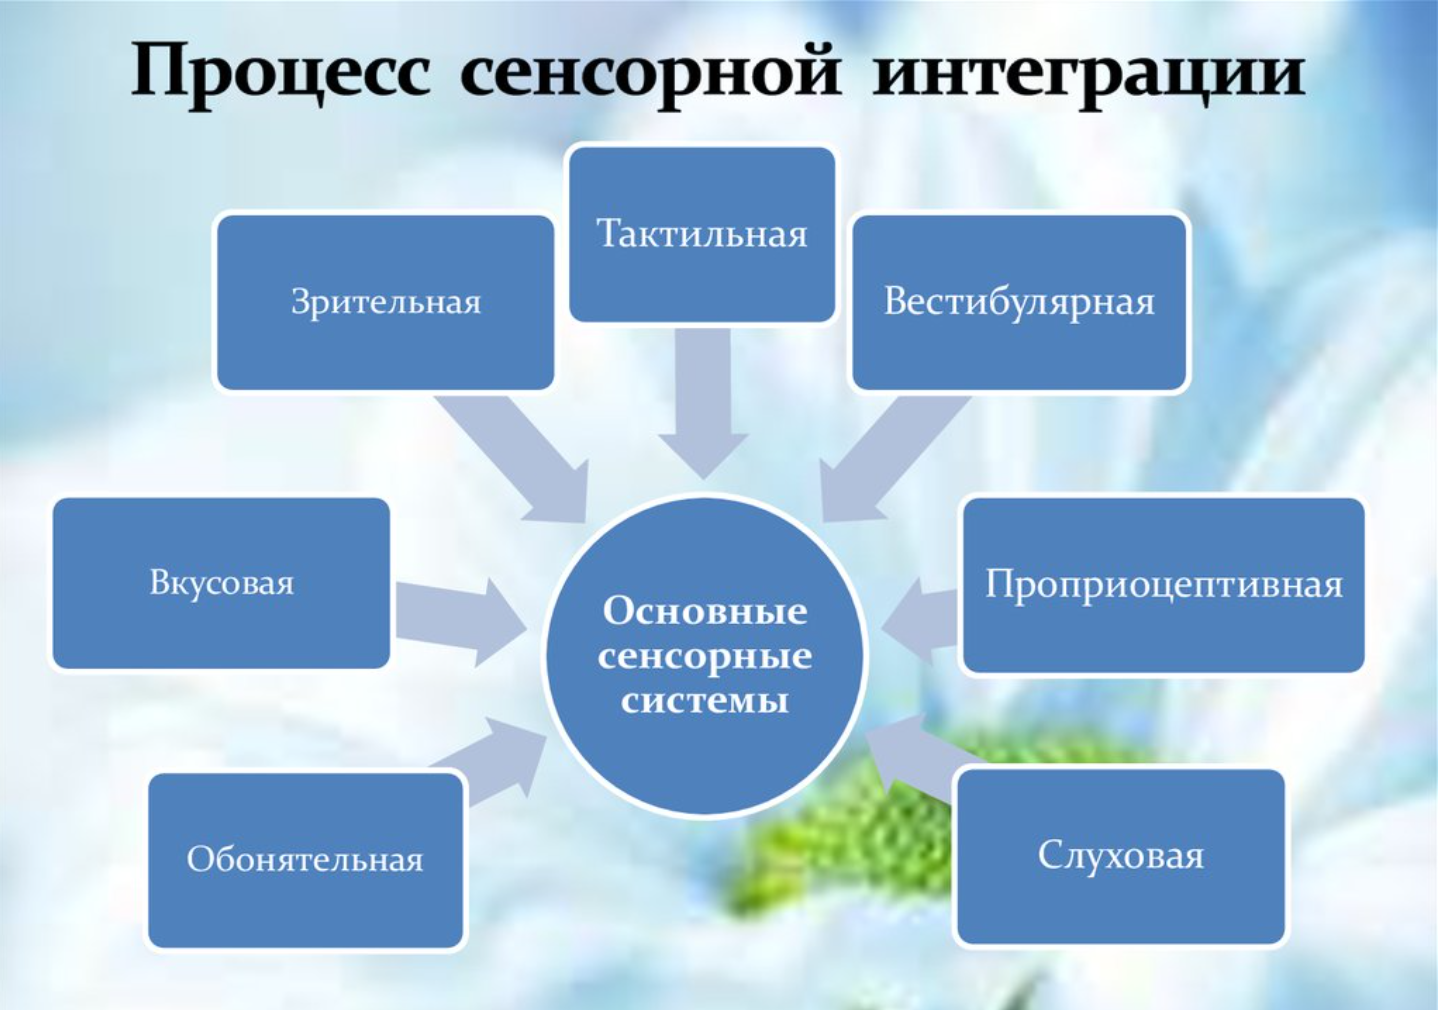 Процесс сенсорной интеграции
Тактильная
Зрительная
Вестибулярная
Вкусовая
Проприоцептивная
Основные
сенсорные
системы
Обонятельная
Слуховая